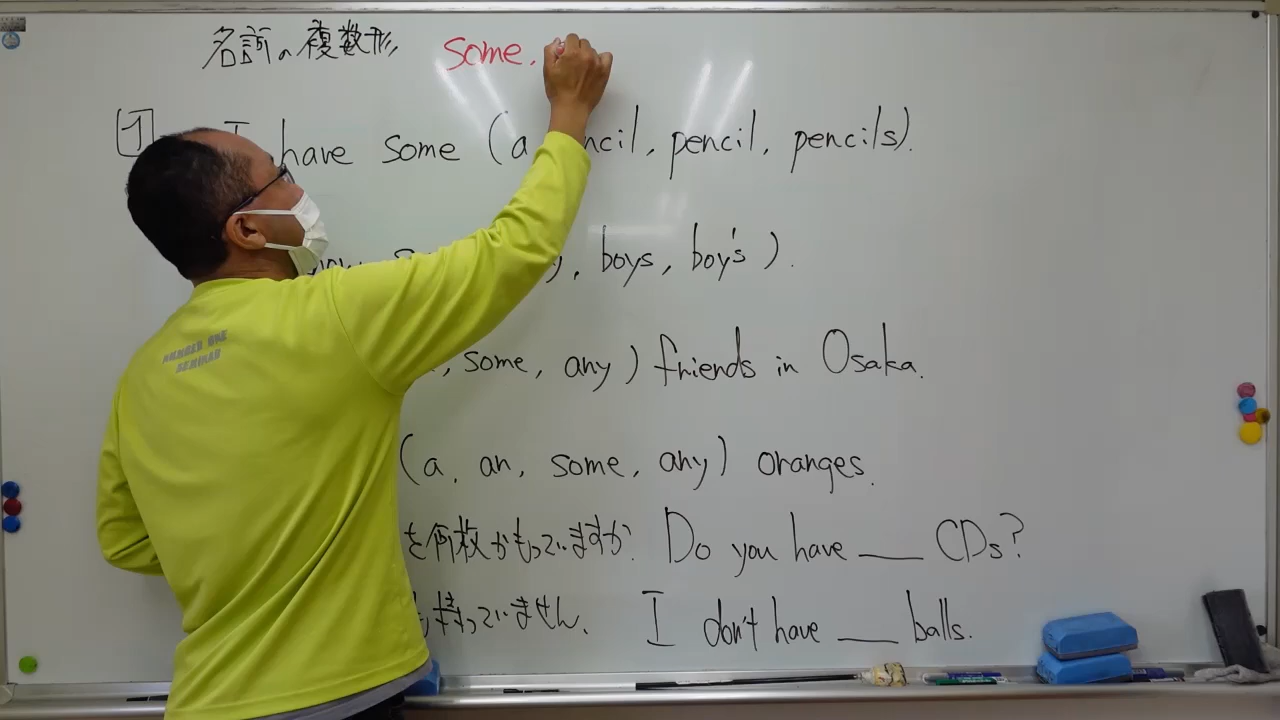 名詞の複数形 some,
1 I have some (a pencil, pencil, pencils).
boys, boy's ).
, some, any ) friends in Osaka.
(a, an, some, any) oranges.
を何枚かもっていますか. Do you have ___ CDs?
も持っていません. I don't have ___ balls.
SEMINAR